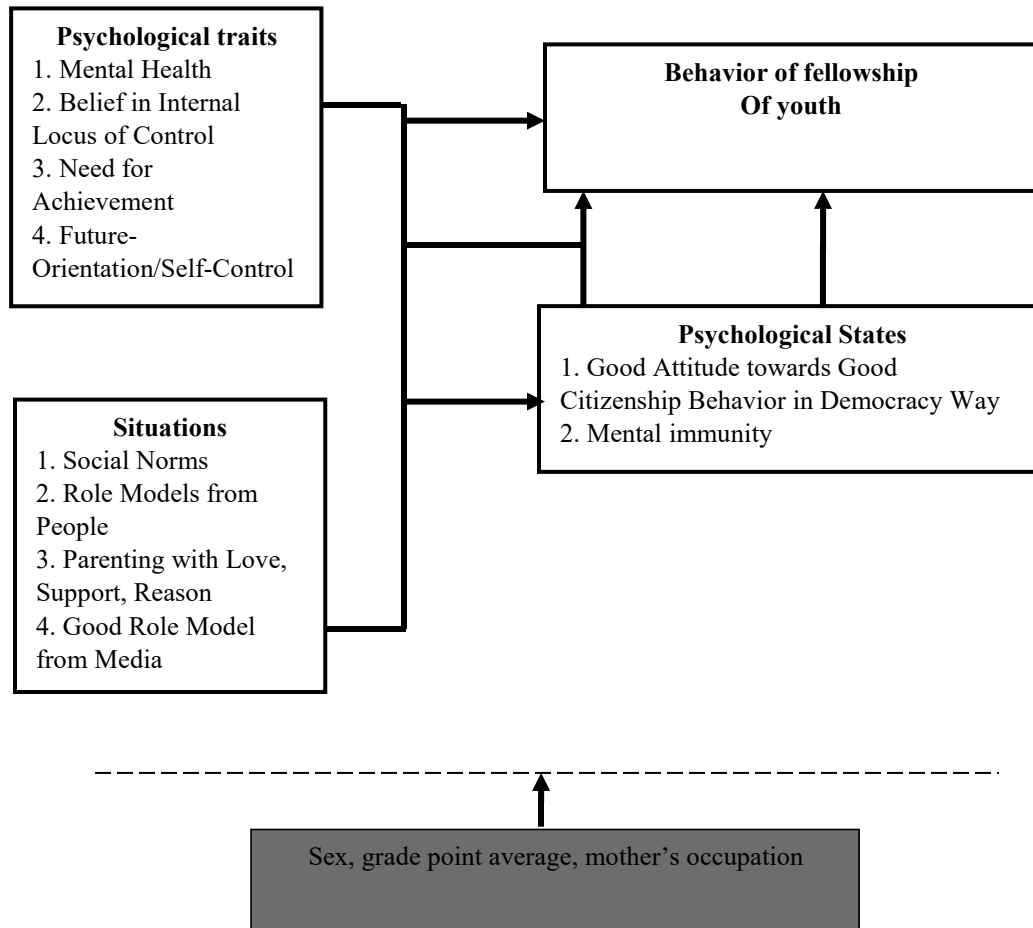 Psychological traits
1. Mental Health
2. Belief in Internal
Locus of Control
3. Need for
Achievement
4. Future-
Orientation/Self-Control
Behavior of fellowship
Of youth
Psychological States
1. Good Attitude towards Good
Citizenship Behavior in Democracy Way
2. Mental immunity
Situations
1. Social Norms
2. Role Models from
People
3. Parenting with Love,
Support, Reason
4. Good Role Model
from Media
Sex, grade point average, mother’s occupation